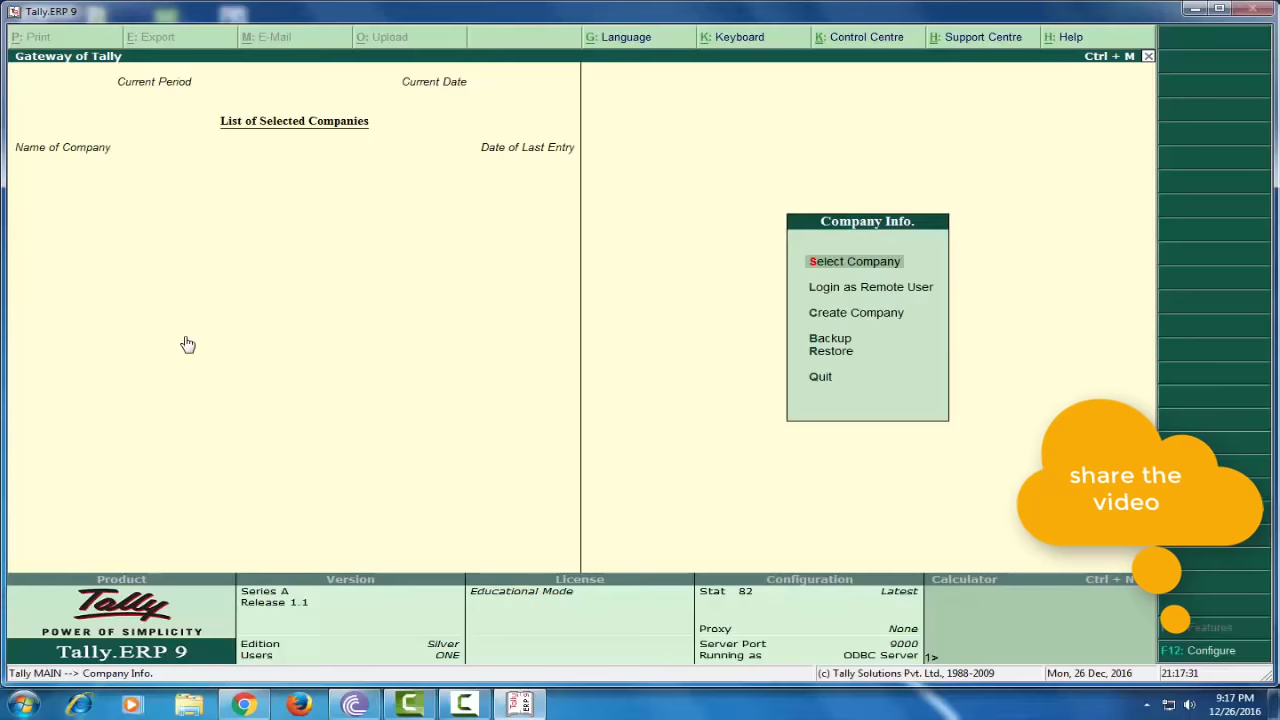 Tally.ERP 9
P: Print
E: Export
M: E-Mail
O: Upload
G: Language
K: Keyboard
K: Control Centre
H: Support Centre
H: Help
Gateway of Tally
Ctrl + M
Current Period
Current Date
List of Selected Companies
Name of Company
Date of Last Entry
Company Info.
Select Company
Login as Remote User
Create Company
Backup
Restore
Quit
share the
video
Features
F12: Configure
Product
Version
License
Configuration
Calculator
Ctrl + N
Tally
POWER OF SIMPLICITY
Tally.ERP 9
Series A
Release 1.1
Edition Silver
Users ONE
Educational Mode
Stat 82 Latest
Proxy None
Server Port 9000
Running as ODBC Server
1>
Tally MAIN --> Company Info.
(c) Tally Solutions Pvt. Ltd., 1988-2009
Mon, 26 Dec, 2016
21:17:31
9:17 PM
12/26/2016